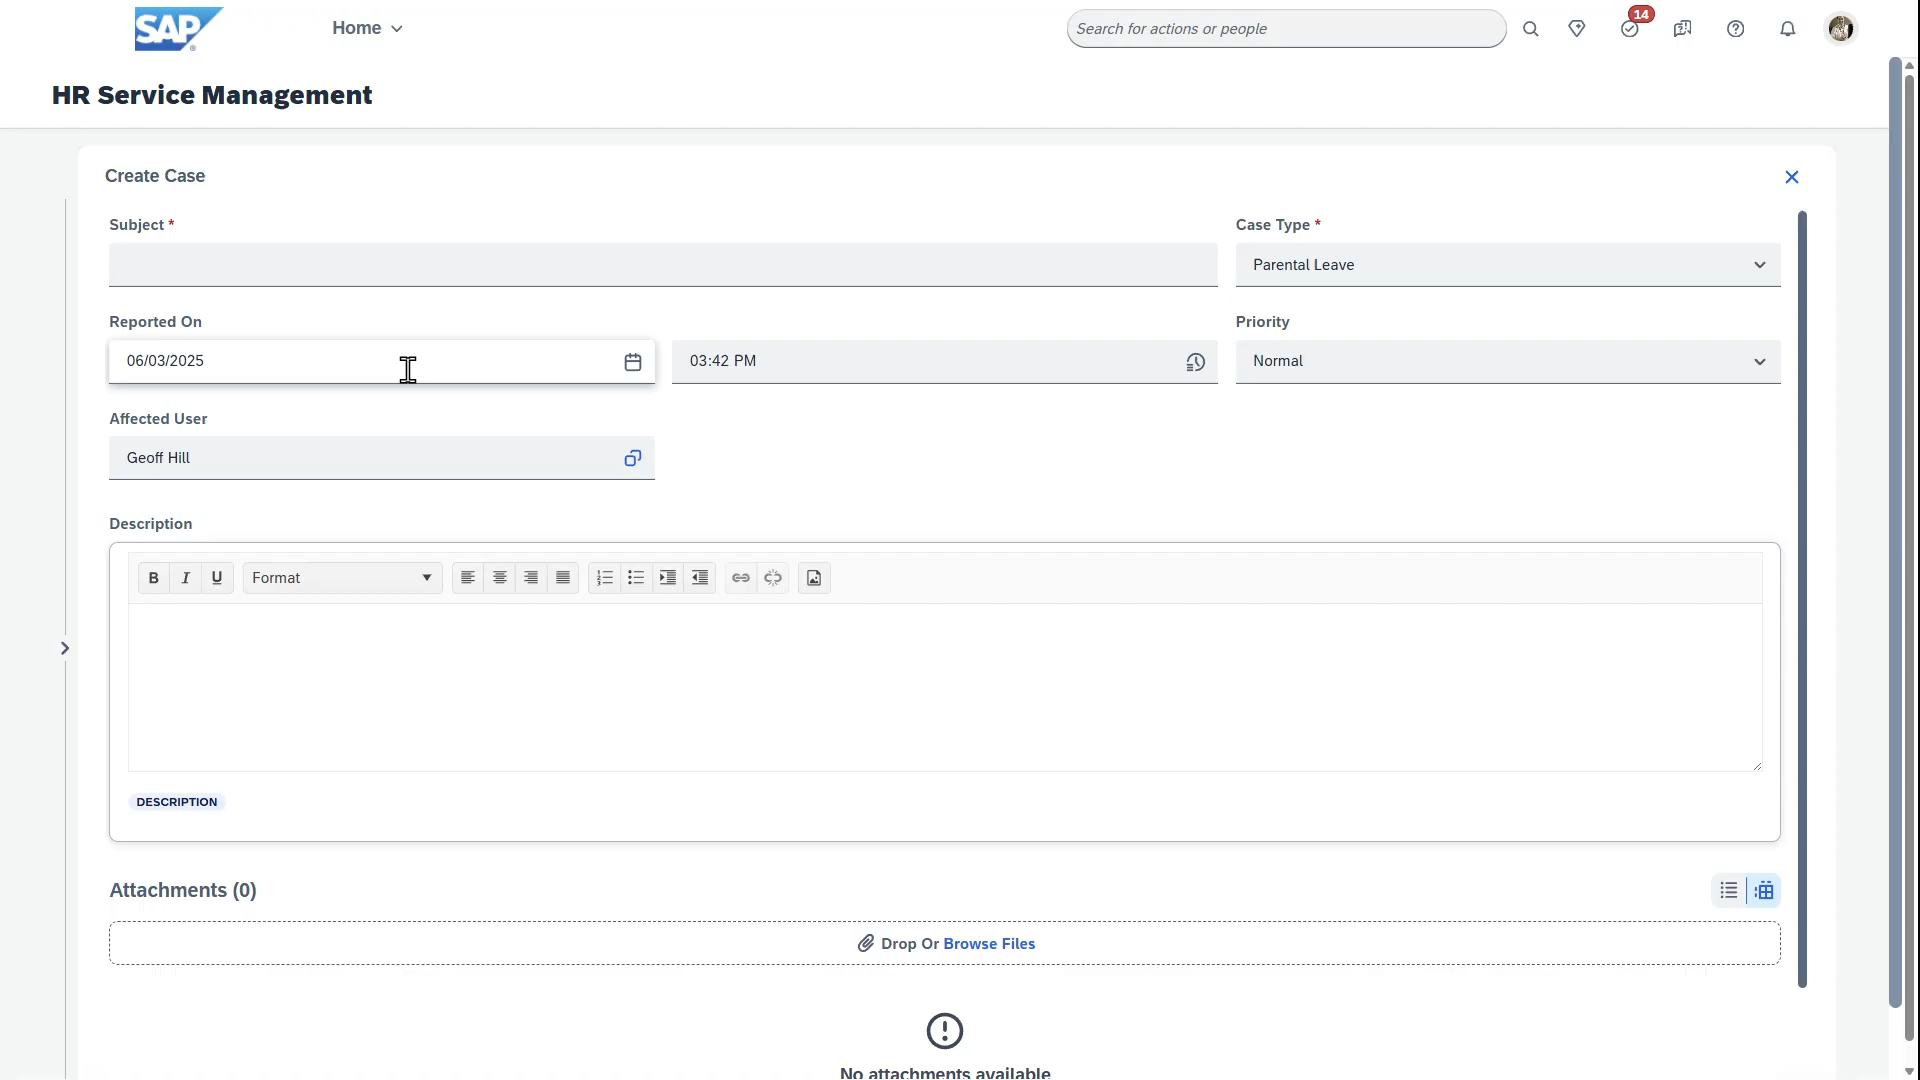 SAP
Home
Search for actions or people
14
HR Service Management
Create Case
Subject *
Case Type *
Parental Leave
Reported On
Priority
06/03/2025
03:42 PM
Normal
Affected User
Geoff Hill
Description
B I U Format
DESCRIPTION
Attachments (0)
Drop Or Browse Files
No attachments available